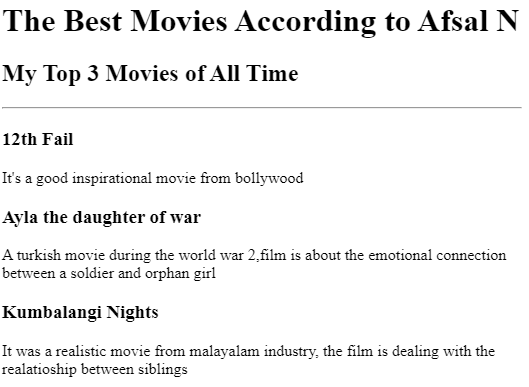 The Best Movies According to Afsal N
My Top 3 Movies of All Time
12th Fail
It's a good inspirational movie from bollywood
Ayla the daughter of war
A turkish movie during the world war 2,film is about the emotional connection
between a soldier and orphan girl
Kumbalangi Nights
It was a realistic movie from malayalam industry, the film is dealing with the
realatioship between siblings